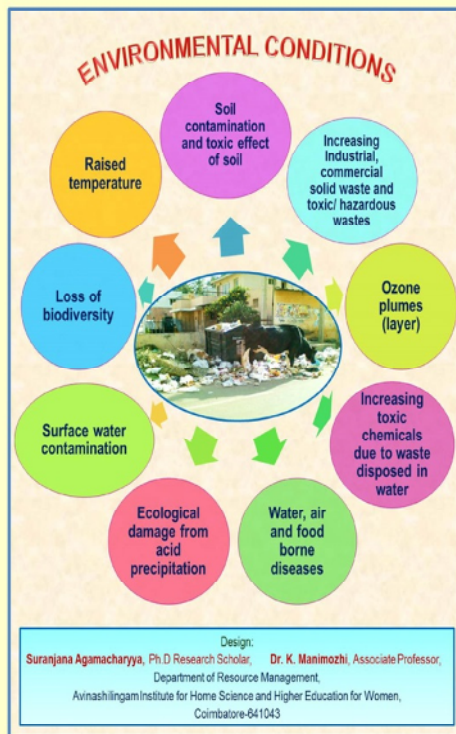 ENVIRONMENTAL CONDITIONS
Soil
contamination
and toxic effect
of soil
Increasing
Industrial,
commercial
solid waste and
toxic/ hazardous
wastes
Ozone
plumes
(layer)
Increasing
toxic
chemicals
due to waste
disposed in
water
Water, air
and food
borne
diseases
Ecological
damage from
acid
precipitation
Surface water
contamination
Loss of
biodiversity
Raised
temperature
Design:
Suranjana Agamacharyya, Ph.D Research Scholar, Dr. K. Manimozhi, Associate Professor,
Department of Resource Management,
Avinashilingam Institute for Home Science and Higher Education for Women,
Coimbatore-641043